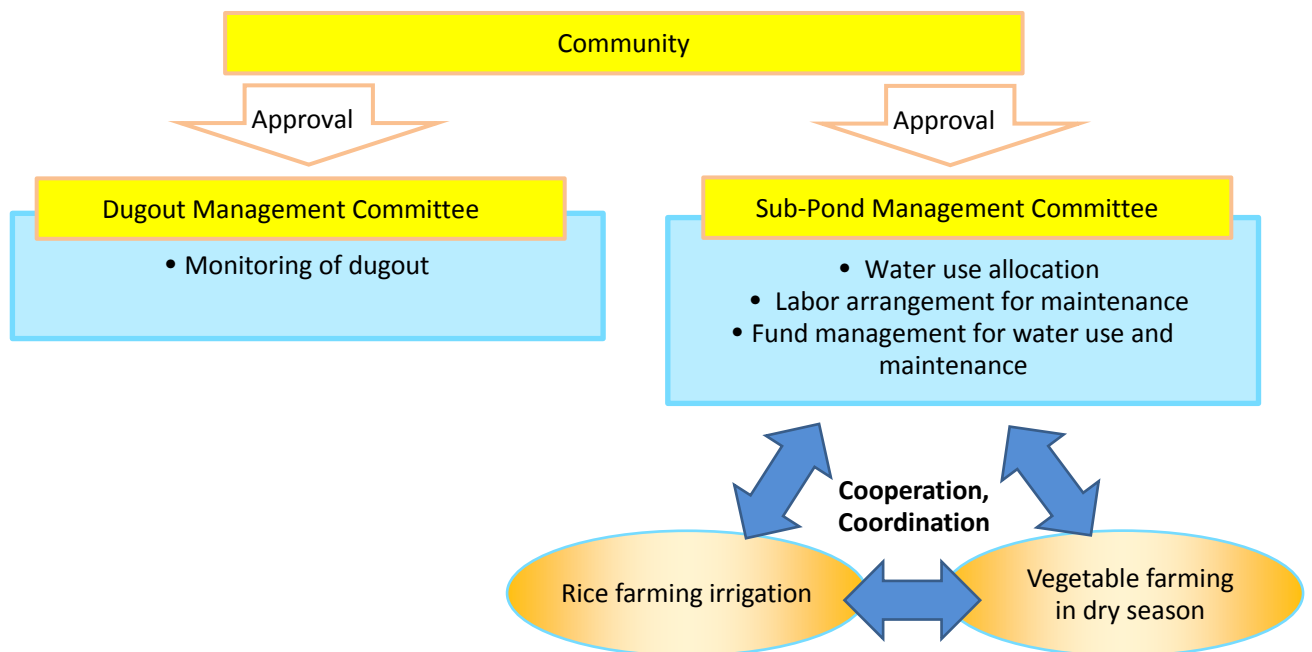 Community
Approval
Approval
Dugout Management Committee
• Monitoring of dugout
Sub-Pond Management Committee
• Water use allocation
• Labor arrangement for maintenance
• Fund management for water use and
maintenance
Cooperation,
Coordination
Rice farming irrigation
Vegetable farming
in dry season